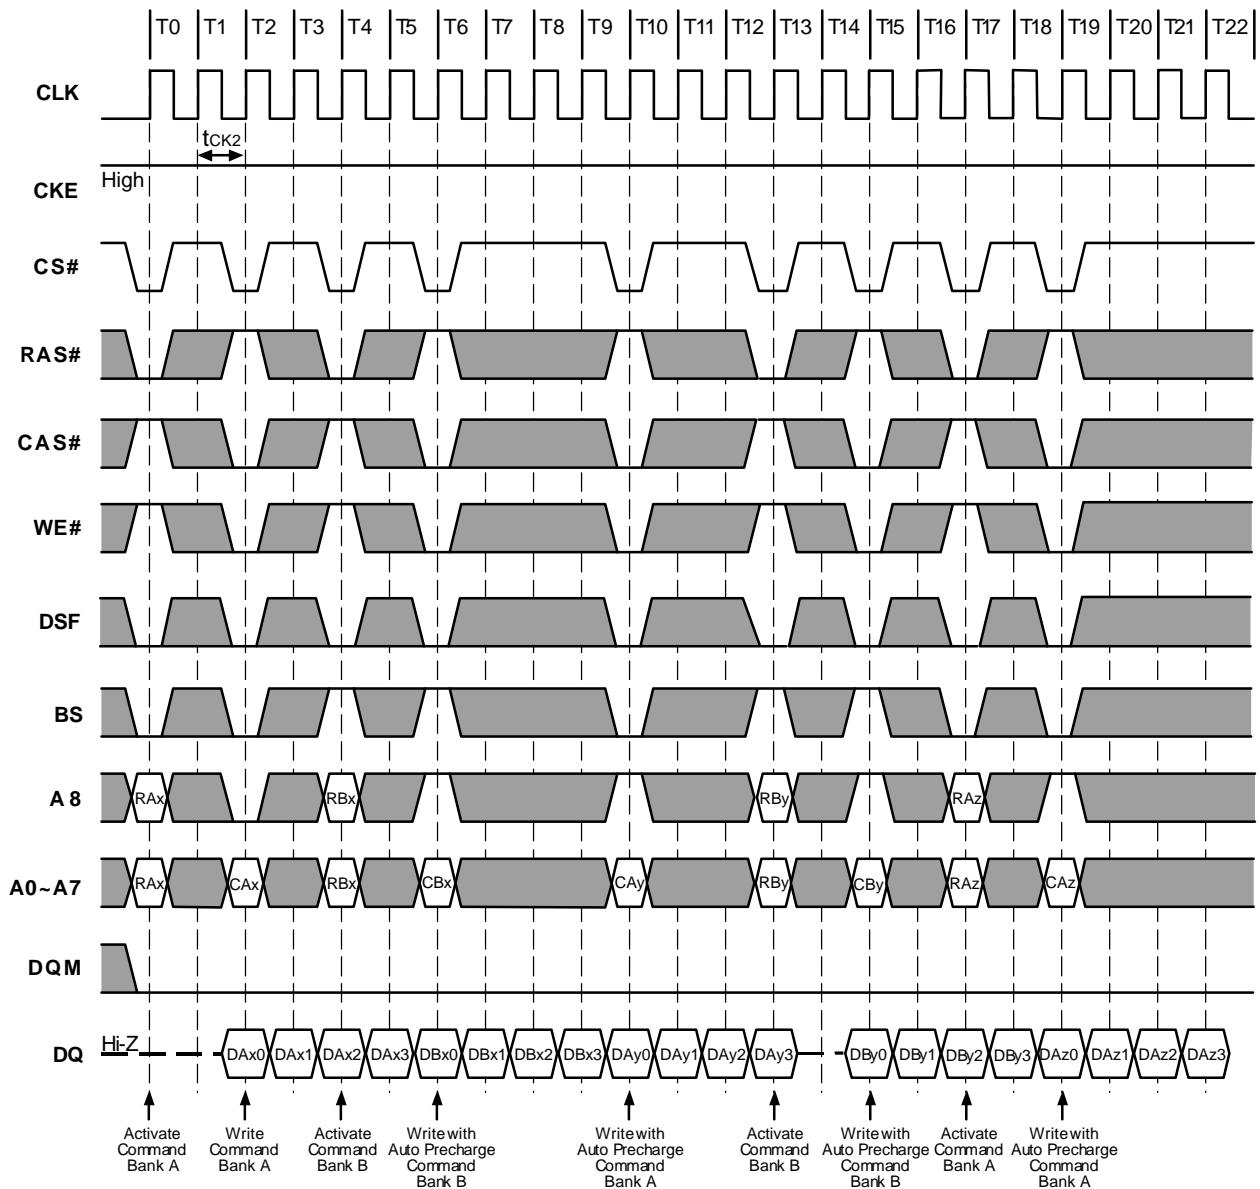 T0 T1 T2 T3 T4 T5 T6 T7 T8 T9 T10 T11 T12 T13 T14 T15 T16 T17 T18 T19 T20 T21 T22
CLK
tCK2
High
CKE
CS#
RAS#
CAS#
WE#
DSF
BS
A8 RAx RBx RBy RAz
A0~A7 RAx CAx RBx CBx CAy RBy CBy RAz CAz
DQM
DQ Hi-Z DAx0 DAx1 DAx2 DAx3 DBx0 DBx1 DBx2 DBx3 DAy0 DAy1 DAy2 DAy3 DBy0 DBy1 DBy2 DBy3 DAz0 DAz1 DAz2 DAz3
Activate
Command
Bank A
Write
Command
Bank A
Activate
Command
Bank B
Write with
Auto Precharge
Command
Bank B
Write with
Auto Precharge
Command
Bank A
Activate
Command
Bank B
Write with
Auto Precharge
Command
Bank B
Activate
Command
Bank A
Write with
Auto Precharge
Command
Bank A